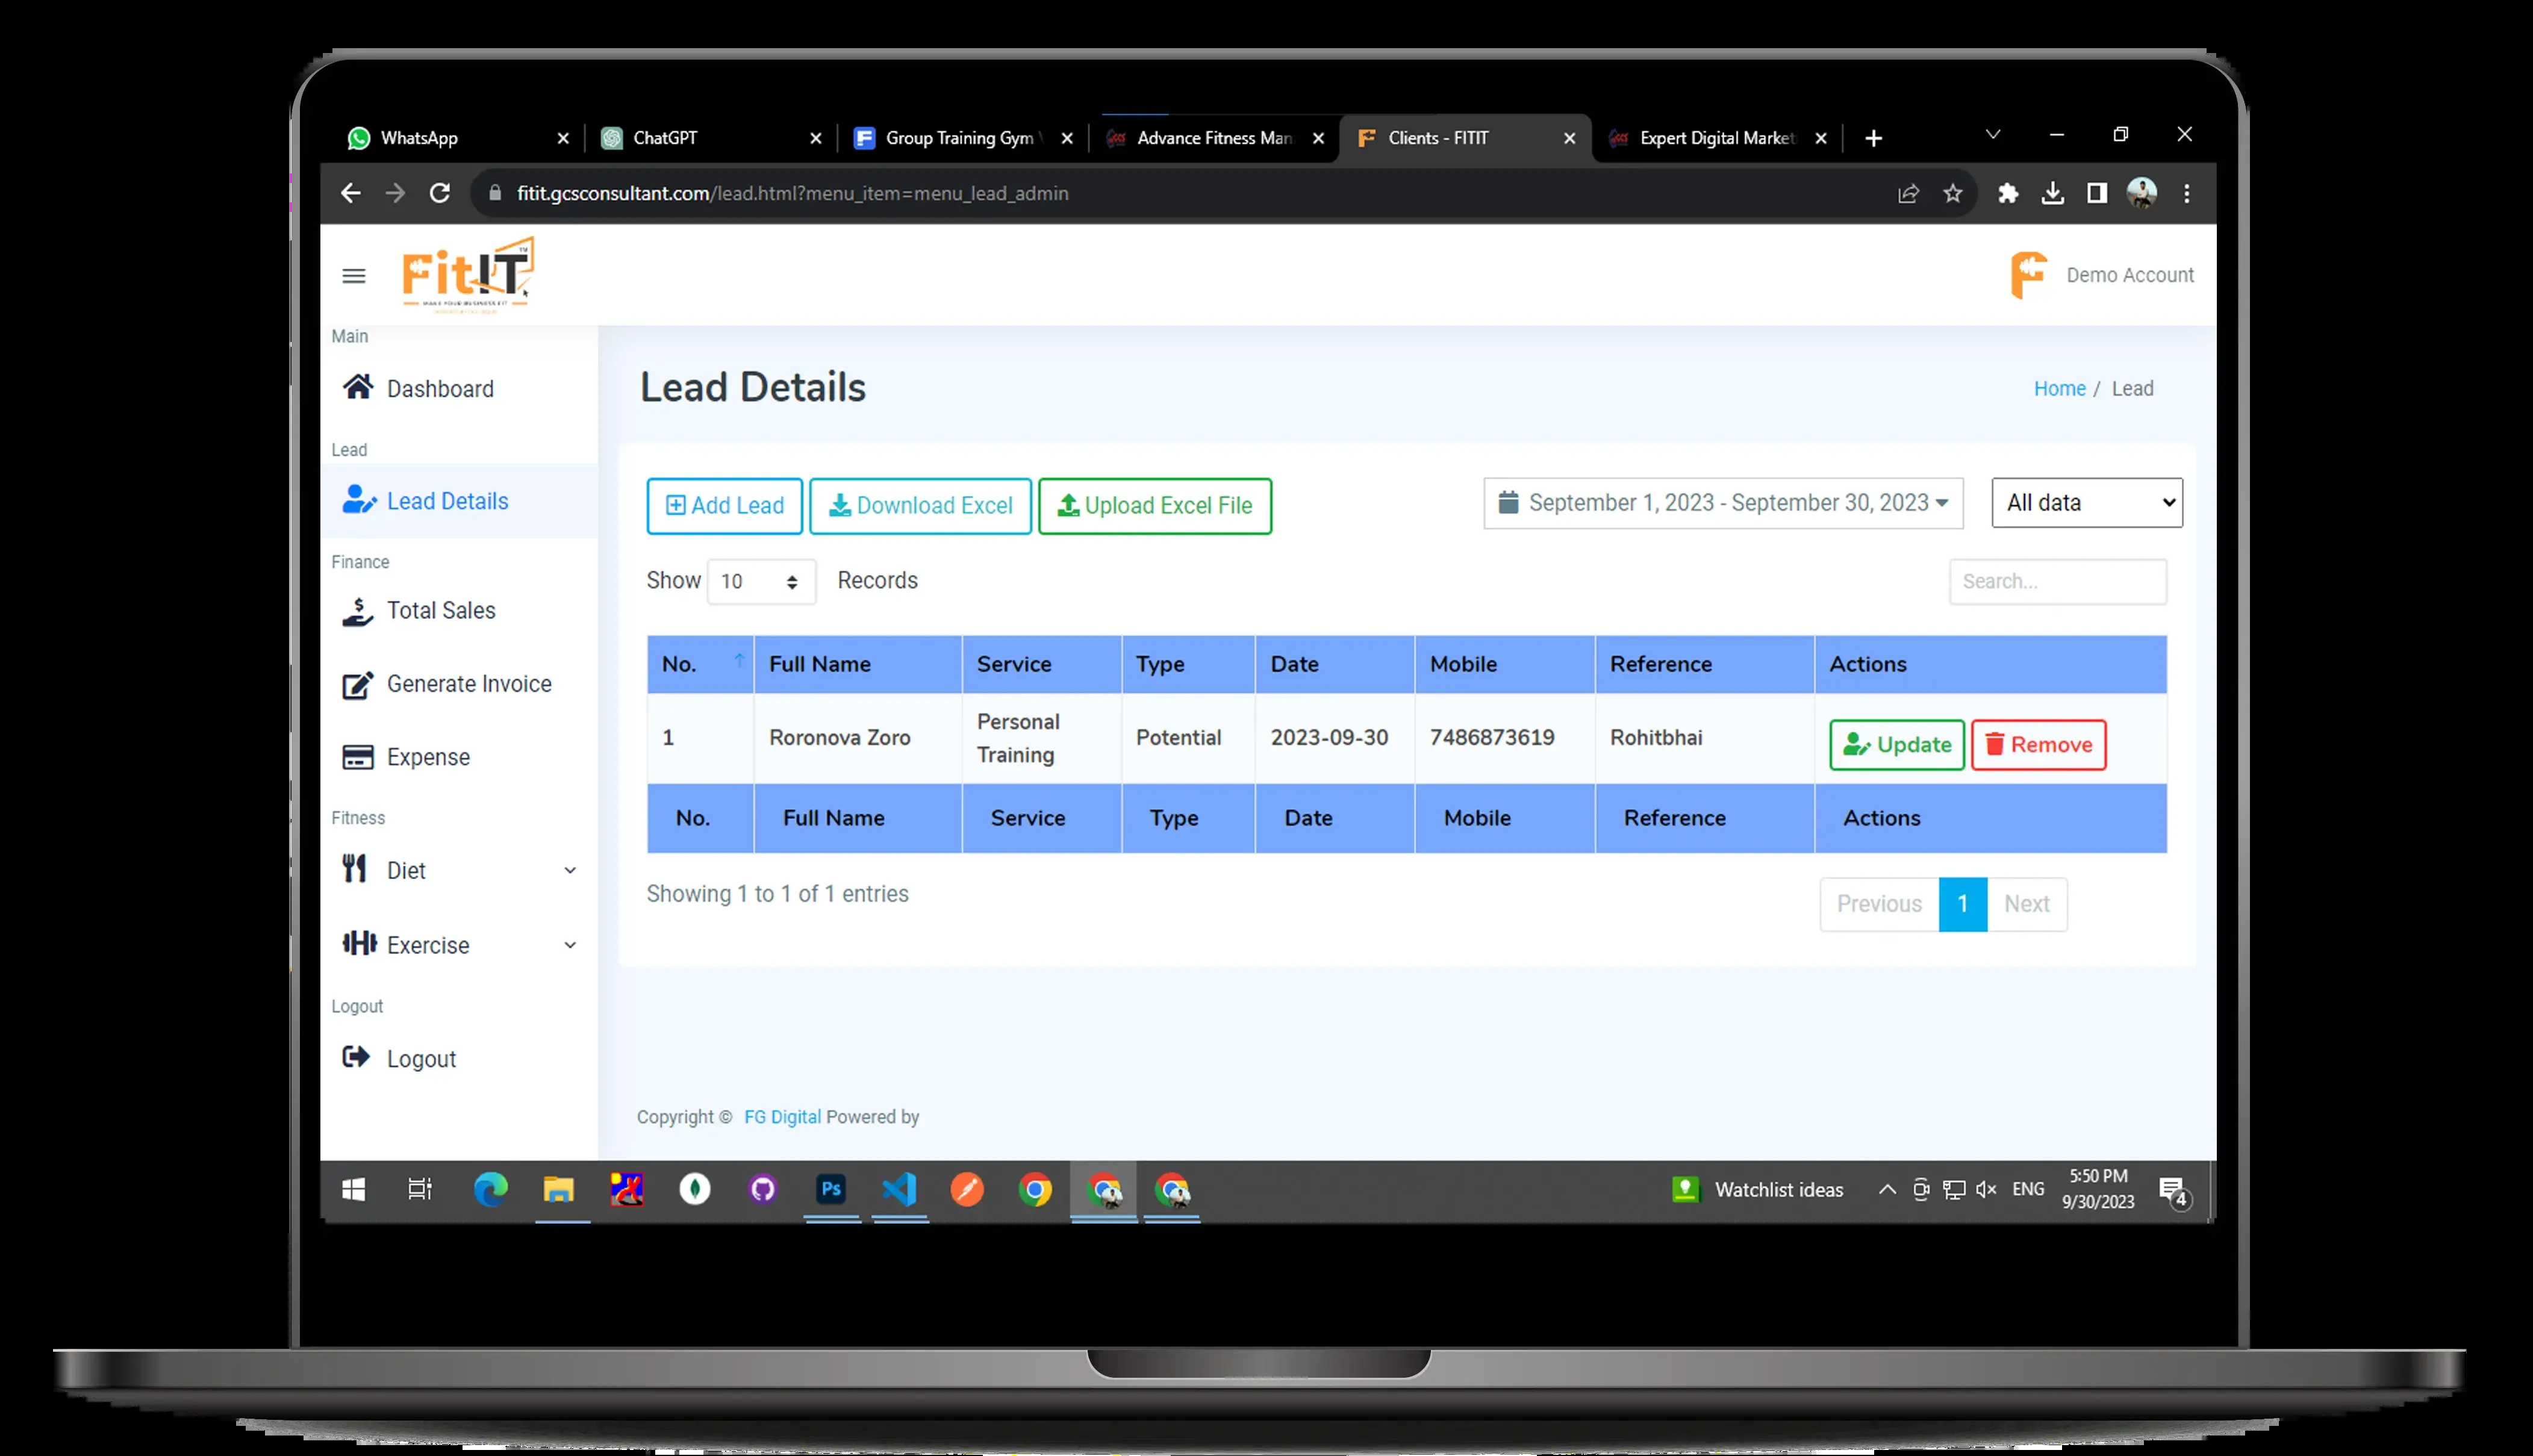 WhatsApp
ChatGPT
Group Training Gym
Advance Fitness Man
Clients - FITIT
Expert Digital Market
fitit.gcsconsultant.com/lead.html?menu_item=menu_lead_admin
FitIT
TM
MAKE YOUR BUSINESS FIT
Demo Account
Main
Dashboard
Lead
Lead Details
Finance
Total Sales
Generate Invoice
Expense
Fitness
Diet
Exercise
Logout
Logout
Lead Details
Home / Lead
Add Lead
Download Excel
Upload Excel File
September 1, 2023 - September 30, 2023
All data
Show 10 Records
Search...
No. Full Name Service Type Date Mobile Reference Actions
1 Roronova Zoro Personal Training Potential 2023-09-30 7486873619 Rohitbhai Update Remove
No. Full Name Service Type Date Mobile Reference Actions
Showing 1 to 1 of 1 entries
Previous 1 Next
Copyright © FG Digital Powered by
Ps
Watchlist ideas
ENG
5:50 PM
9/30/2023
4